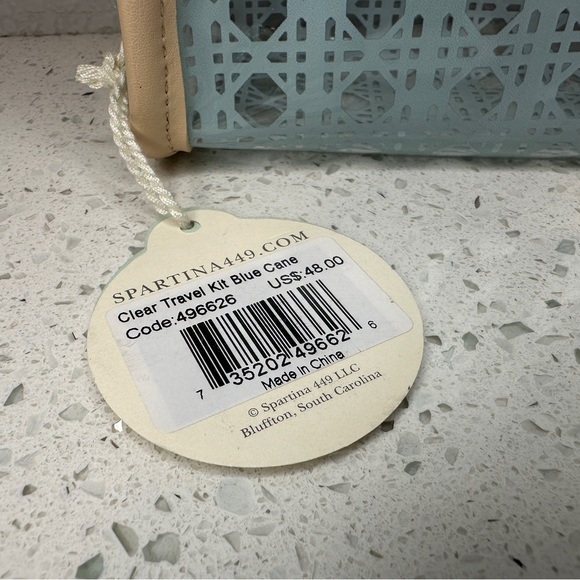 SPARTINA449.COM
Clear Travel Kit Blue Cane
Code:496626 US$:48.00
7 35202 49662 6
Made In China
© Spartina 449 LLC
Bluffton, South Carolina